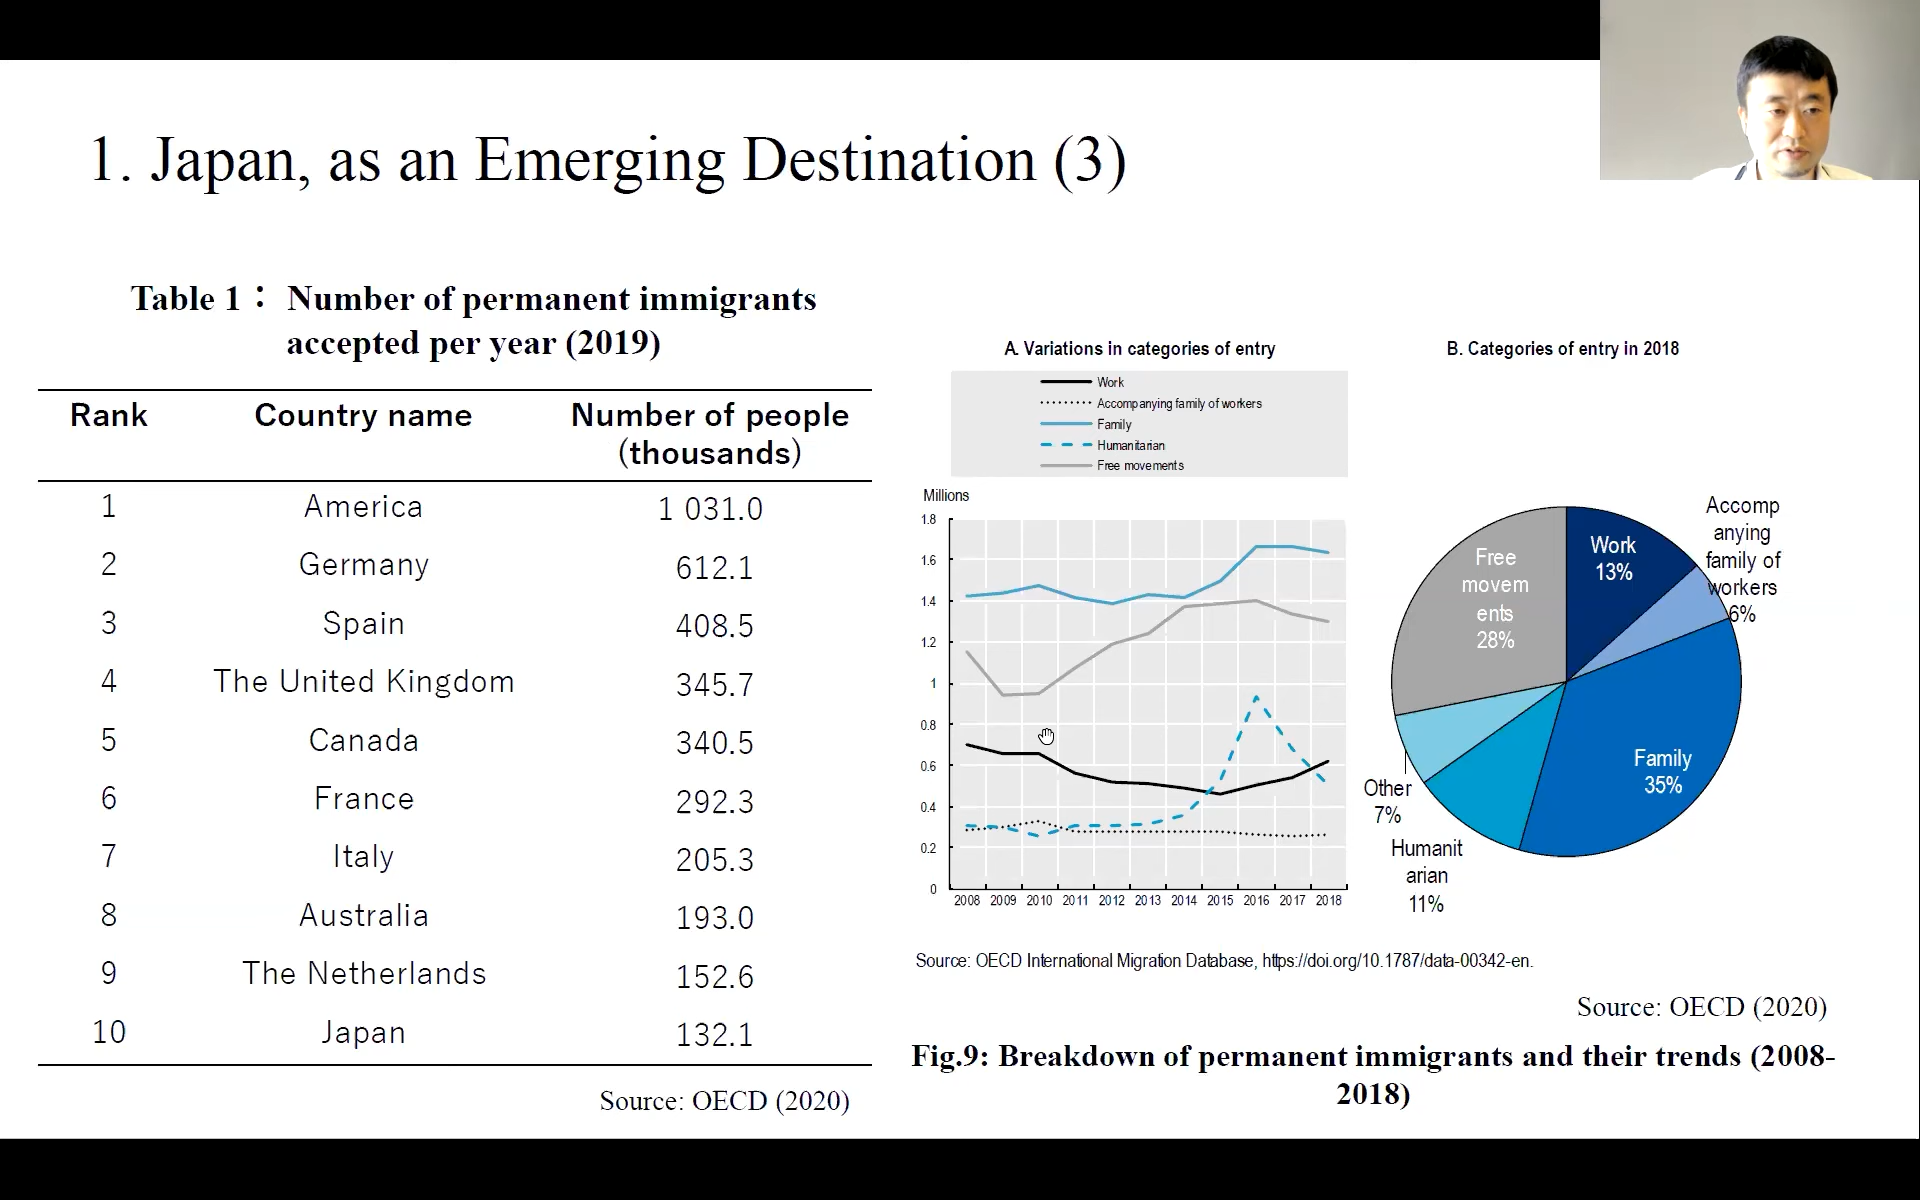 1. Japan, as an Emerging Destination (3)
Table 1： Number of permanent immigrants
accepted per year (2019)
Rank Country name Number of people
(thousands)
1 America 1 031.0
2 Germany 612.1
3 Spain 408.5
4 The United Kingdom 345.7
5 Canada 340.5
6 France 292.3
7 Italy 205.3
8 Australia 193.0
9 The Netherlands 152.6
10 Japan 132.1
Source: OECD (2020)
A. Variations in categories of entry
Work
Accompanying family of workers
Family
Humanitarian
Free movements
Millions
1.8
1.6
1.4
1.2
1
0.8
0.6
0.4
0.2
0
2008 2009 2010 2011 2012 2013 2014 2015 2016 2017 2018
B. Categories of entry in 2018
Work
13%
Accomp
anying
family of
workers
6%
Family
35%
Humanit
arian
11%
Other
7%
Free
movem
ents
28%
Source: OECD International Migration Database, https://doi.org/10.1787/data-00342-en.
Source: OECD (2020)
Fig.9: Breakdown of permanent immigrants and their trends (2008-
2018)